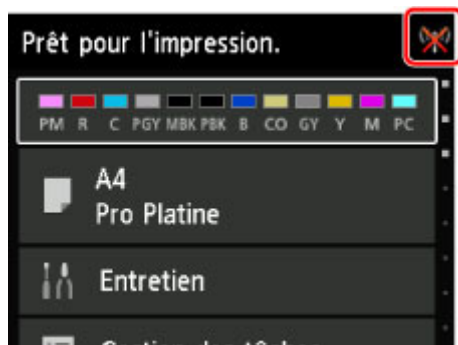 Prêt pour l'impression.
PM R C PGY MBK PBK B CO GY Y M PC
A4
Pro Platine
Entretien